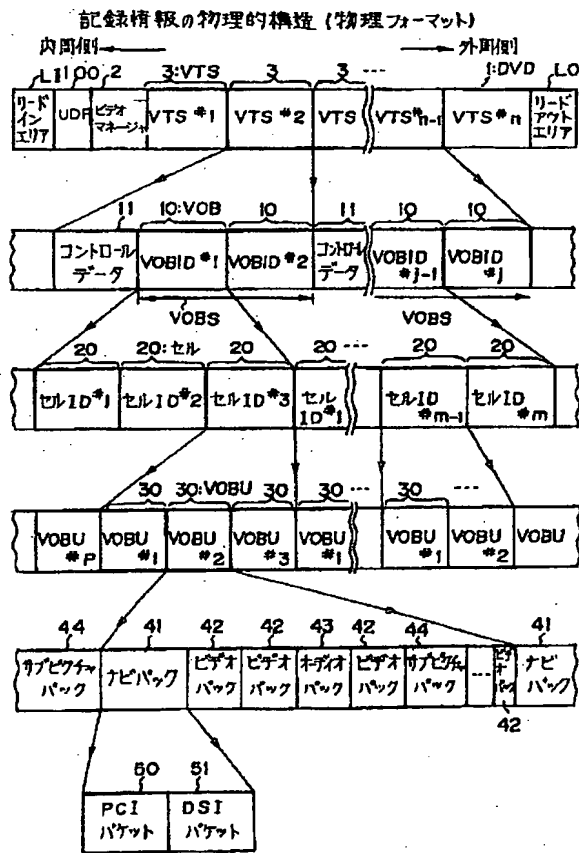 記録情報の物理的構造(物理フォーマット)
内周側 外周側
LI 100 2 3:VTS 3 3 --- 1:DVD LO
リードインエリア UDF ビデオマネージャ VTS#1 VTS#2 VTS VTS#n-1 VTS#n リードアウトエリア
11 10:VOB 10 11 10 10
コントロールデータ VOBID#1 VOBID#2 コントロールデータ VOBID#j-1 VOBID#j
VOBS VOBS
20 20:セル 20 20 --- 20 20
セルID#1 セルID#2 セルID#3 セルID#1 セルID#m-1 セルID#m
30 30:VOBU 30 30 --- 30 ---
VOBU#P VOBU#1 VOBU#2 VOBU#3 VOBU#1 VOBU#1 VOBU#2 VOBU
44 41 42 42 43 42 44 41
サブピクチャパック ナビパック ビデオパック ビデオパック オーディオパック ビデオパック サブピクチャパック --- ビデオパック ナビパック
42
50 51
PCIパケット DSIパケット